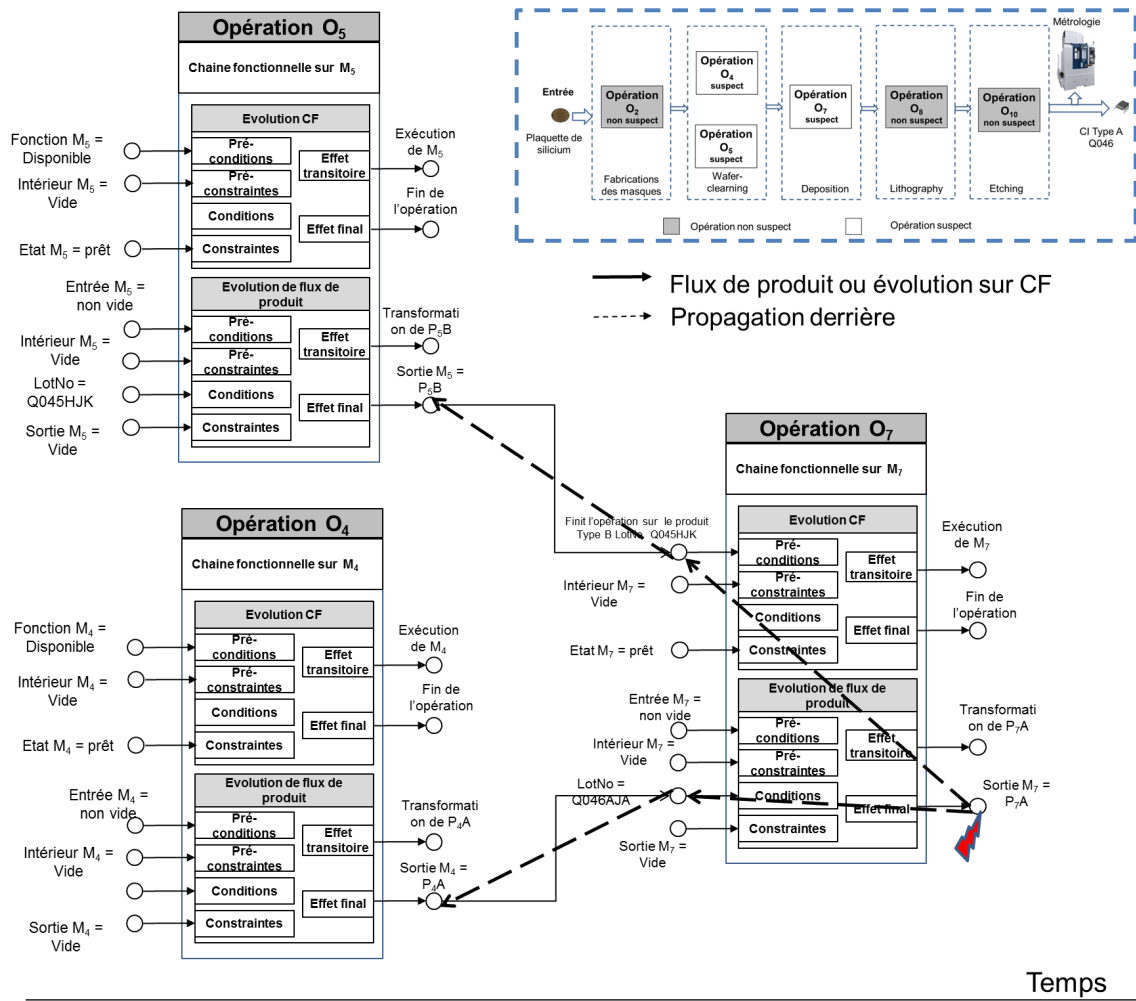 Opération O5
Chaine fonctionnelle sur M5
Evolution CF
Pré-
conditions
Pré-
constraintes
Conditions
Constraintes
Effet
transitoire
Effet final
Fonction M5 =
Disponible
Intérieur M5 =
Vide
Etat M5 = prêt
Exécution
de M5
Fin de
l'opération
Evolution de flux de
produit
Pré-
conditions
Pré-
constraintes
Conditions
Constraintes
Effet
transitoire
Effet final
Entrée M5 =
non vide
Intérieur M5 =
Vide
LotNo =
Q045HJK
Sortie M5 =
Vide
Transformati
on de P5B
Sortie M5 =
P5B
Métrologie
Entrée
Plaquette de
silicium
Opération
O2
non suspect
Opération
O4
suspect
Opération
O5
suspect
Opération
O7
suspect
Opération
O8
non suspect
Opération
O10
non suspect
CI Type A
Q046
Fabrications
des masques
Wafer-
clearning
Deposition
Lithography
Etching
Opération non suspect
Opération suspect
Flux de produit ou évolution sur CF
Propagation derrière
Opération O4
Chaine fonctionnelle sur M4
Evolution CF
Pré-
conditions
Pré-
constraintes
Conditions
Constraintes
Effet
transitoire
Effet final
Fonction M4 =
Disponible
Intérieur M4 =
Vide
Etat M4 = prêt
Exécution
de M4
Fin de
l'opération
Evolution de flux de
produit
Pré-
conditions
Pré-
constraintes
Conditions
Constraintes
Effet
transitoire
Effet final
Entrée M4 =
non vide
Intérieur M4 =
Vide
Sortie M4 =
Vide
Transformati
on de P4A
Sortie M4 =
P4A
Opération O7
Chaine fonctionnelle sur M7
Evolution CF
Pré-
conditions
Pré-
constraintes
Conditions
Constraintes
Effet
transitoire
Effet final
Finit l'opération sur le produit
Type B LotNo Q045HJK
Intérieur M7 =
Vide
Etat M7 = prêt
Exécution
de M7
Fin de
l'opération
Evolution de flux de
produit
Pré-
conditions
Pré-
constraintes
Conditions
Constraintes
Effet
transitoire
Effet final
Entrée M7 =
non vide
Intérieur M7 =
Vide
LotNo =
Q046AJA
Sortie M7 =
Vide
Transformati
on de P7A
Sortie M7 =
P7A
Temps